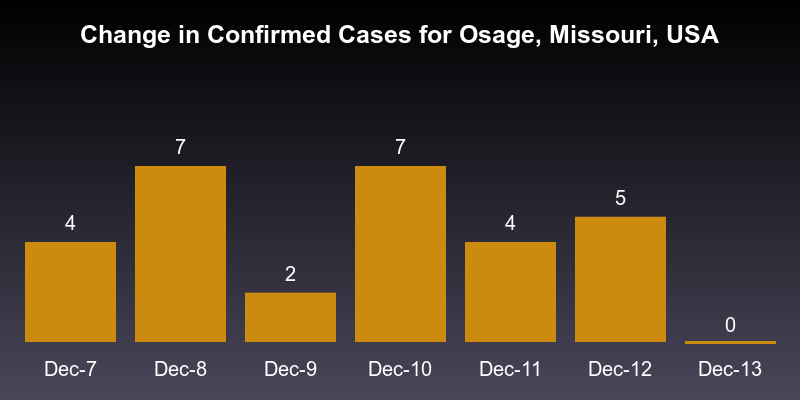 Change in Confirmed Cases for Osage, Missouri, USA
4
7
2
7
4
5
0
Dec-7
Dec-8
Dec-9
Dec-10
Dec-11
Dec-12
Dec-13